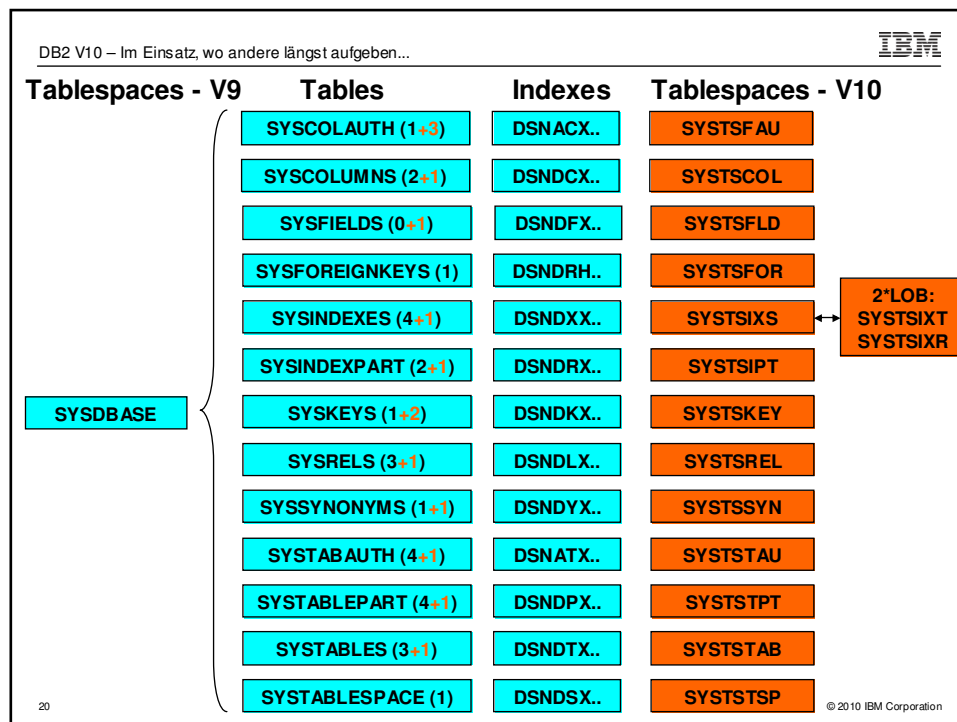 DB2 V10 – Im Einsatz, wo andere längst aufgeben...
IBM
Tablespaces - V9 Tables Indexes Tablespaces - V10
SYSCOLAUTH (1+3) DSNACX.. SYSTSFAU
SYSCOLUMNS (2+1) DSNDCX.. SYSTSCOL
SYSFIELDS (0+1) DSNDFX.. SYSTSFLD
SYSFOREIGNKEYS (1) DSNDRH.. SYSTSFOR
SYSINDEXES (4+1) DSNDXX.. SYSTSIXS
2*LOB:
SYSTSIXT
SYSTSIXR
SYSINDEXPART (2+1) DSNDRX.. SYSTSIPT
SYSDBASE
SYSKEYS (1+2) DSNDKX.. SYSTSKEY
SYSRELS (3+1) DSNDLX.. SYSTSREL
SYSSYNONYMS (1+1) DSNDYX.. SYSTSSYN
SYSTABAUTH (4+1) DSNATX.. SYSTSTAU
SYSTABLEPART (4+1) DSNDPX.. SYSTSTPT
SYSTABLES (3+1) DSNDTX.. SYSTSTAB
SYSTABLESPACE (1) DSNDSX.. SYSTSTSP
20 © 2010 IBM Corporation